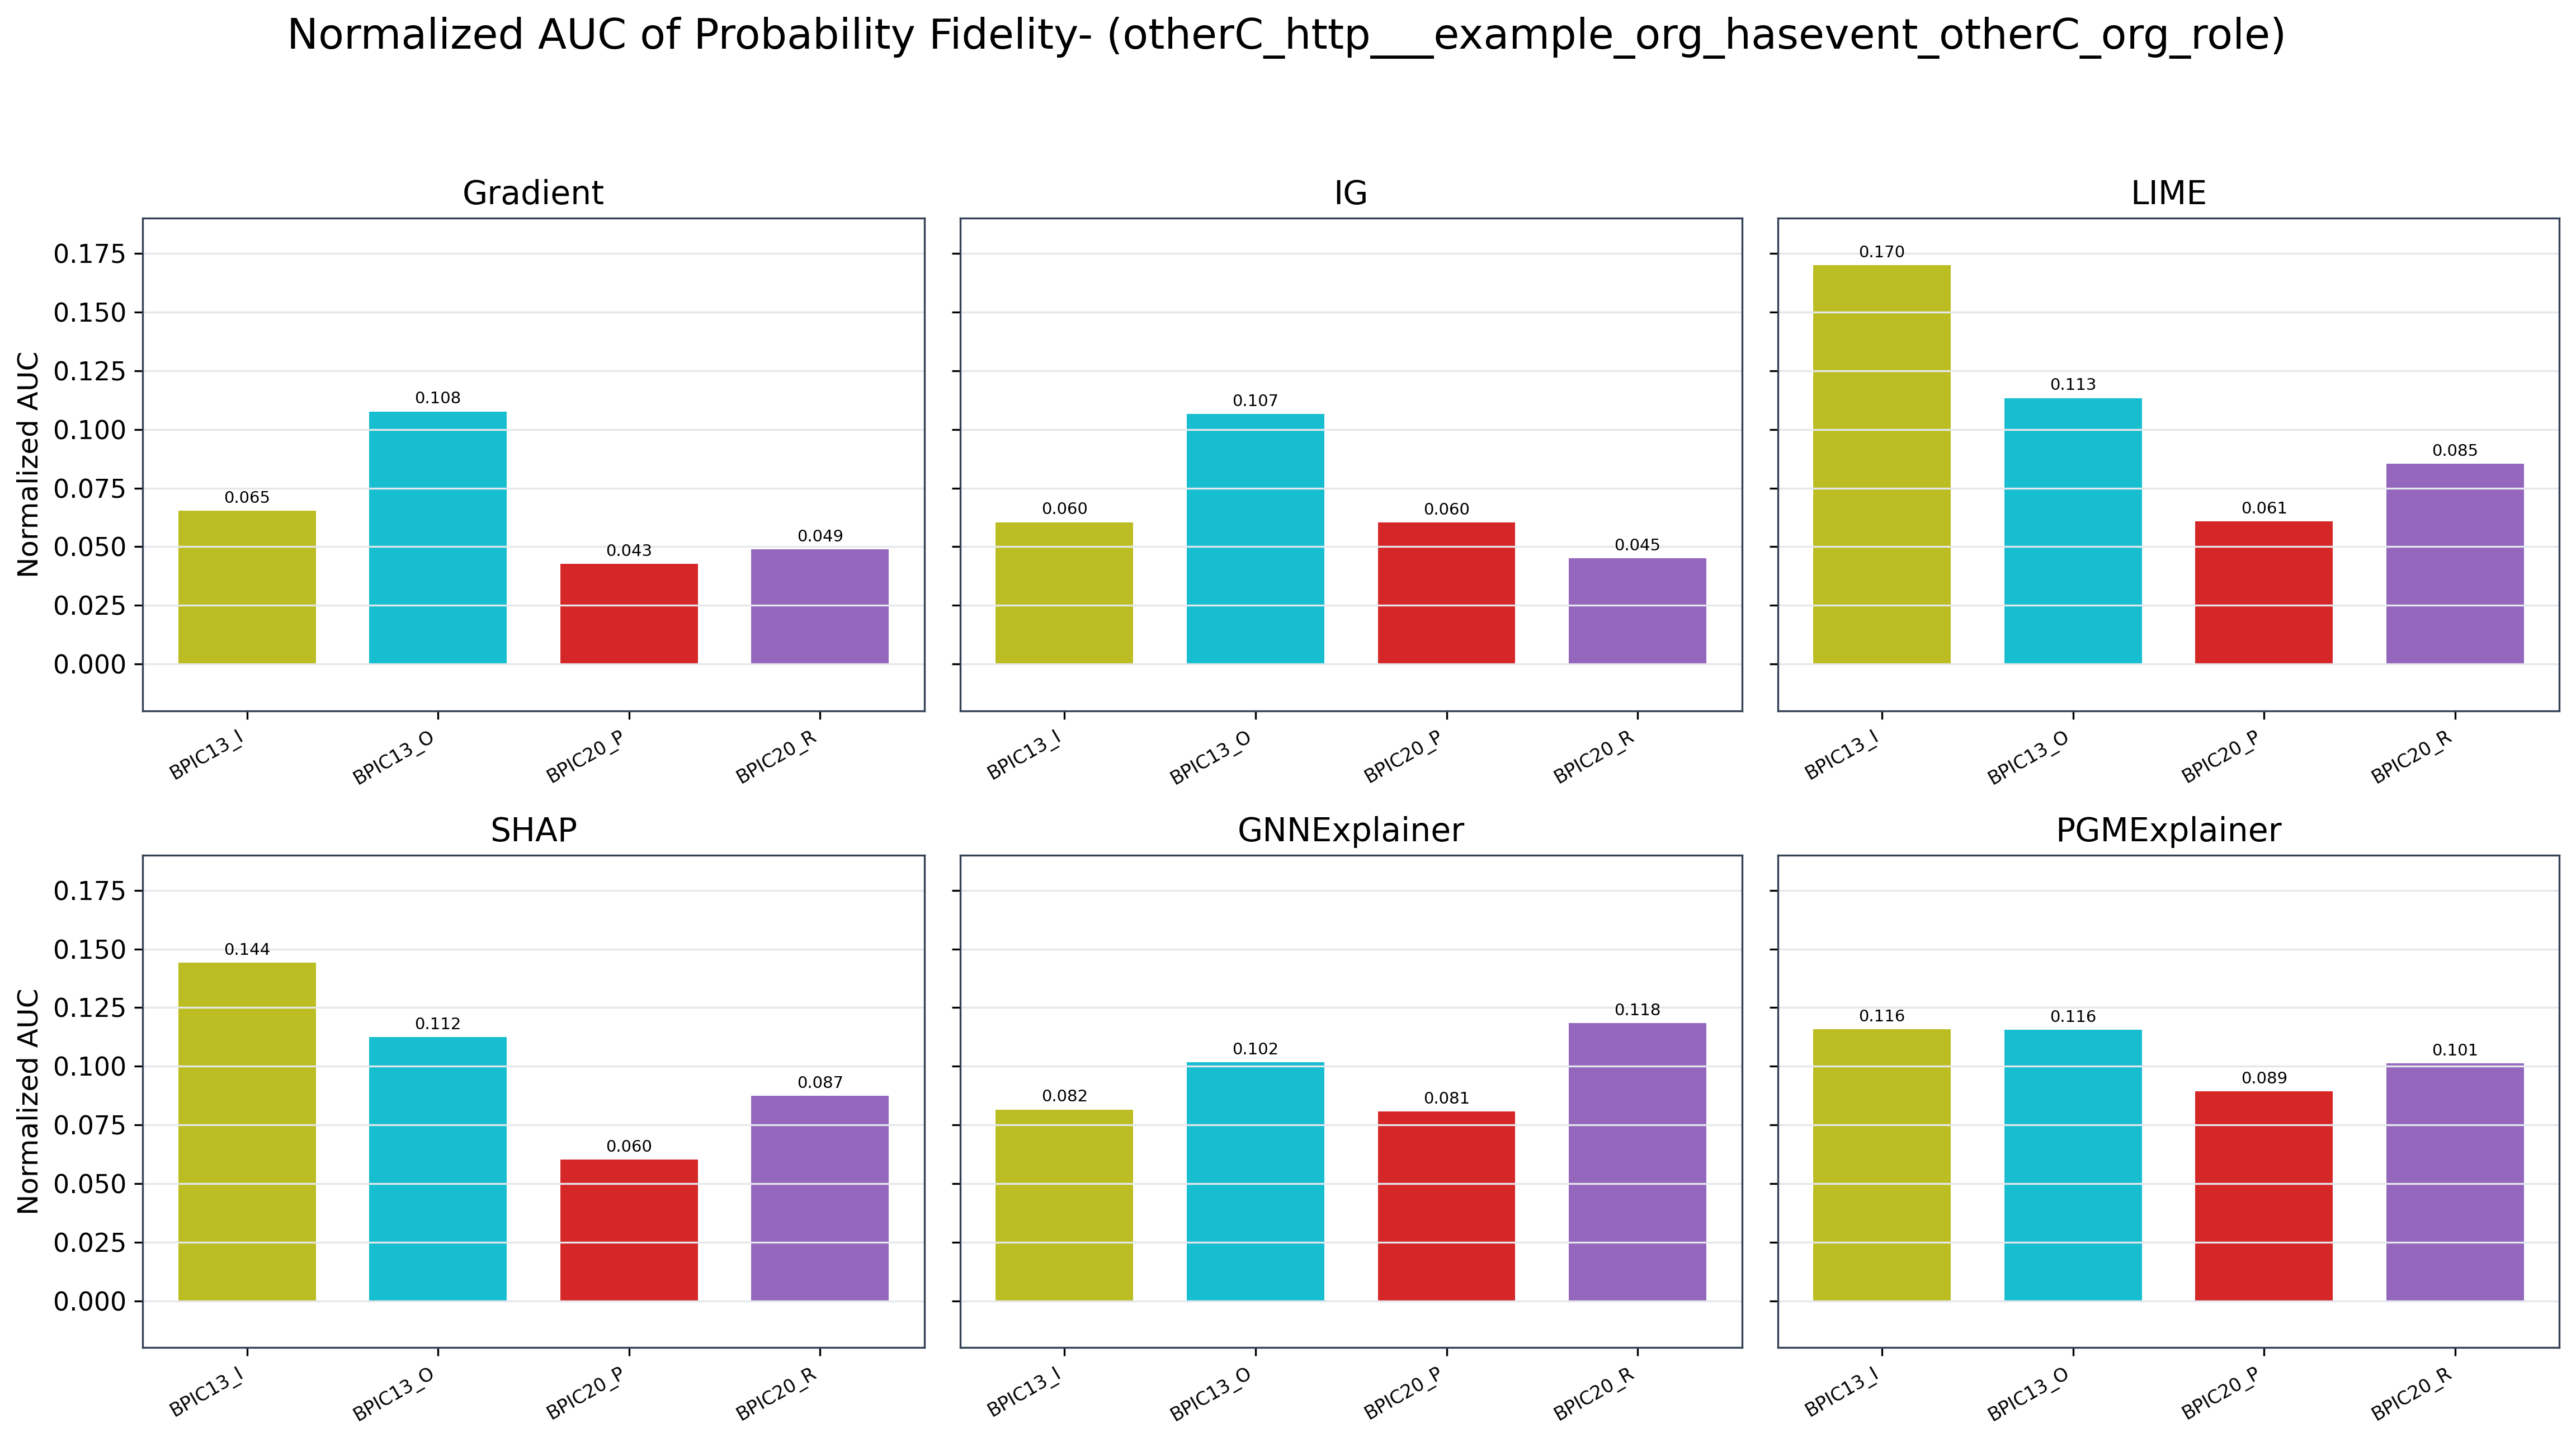 Normalized AUC of Probability Fidelity- (otherC_http___example_org_hasevent_otherC_org_role)
Gradient
IG
LIME
Normalized AUC
0.175
0.150
0.125
0.100
0.075
0.050
0.025
0.000
0.065
0.108
0.043
0.049
0.060
0.107
0.060
0.045
0.170
0.113
0.061
0.085
BPIC13_I
BPIC13_O
BPIC20_P
BPIC20_R
BPIC13_I
BPIC13_O
BPIC20_P
BPIC20_R
BPIC13_I
BPIC13_O
BPIC20_P
BPIC20_R
SHAP
GNNExplainer
PGMExplainer
Normalized AUC
0.175
0.150
0.125
0.100
0.075
0.050
0.025
0.000
0.144
0.112
0.060
0.087
0.082
0.102
0.081
0.118
0.116
0.116
0.089
0.101
BPIC13_I
BPIC13_O
BPIC20_P
BPIC20_R
BPIC13_I
BPIC13_O
BPIC20_P
BPIC20_R
BPIC13_I
BPIC13_O
BPIC20_P
BPIC20_R